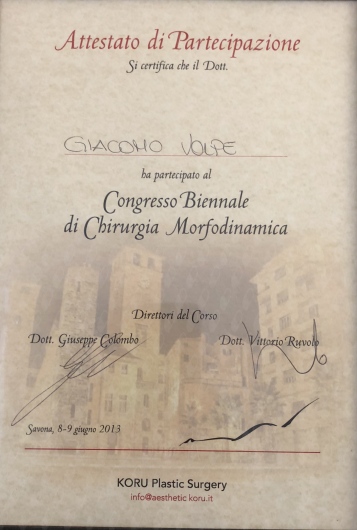 Attestato di Partecipazione
Si certifica che il Dott.
GIACOMO VOLPE
ha partecipato al
Congresso Biennale
di Chirurgia Morfodinamica
Direttori del Corso
Dott. Giuseppe Colombo Dott. Vittorio Ruvolo
Savona, 8-9 giugno 2013
KORU Plastic Surgery
info@aesthetic koru.it